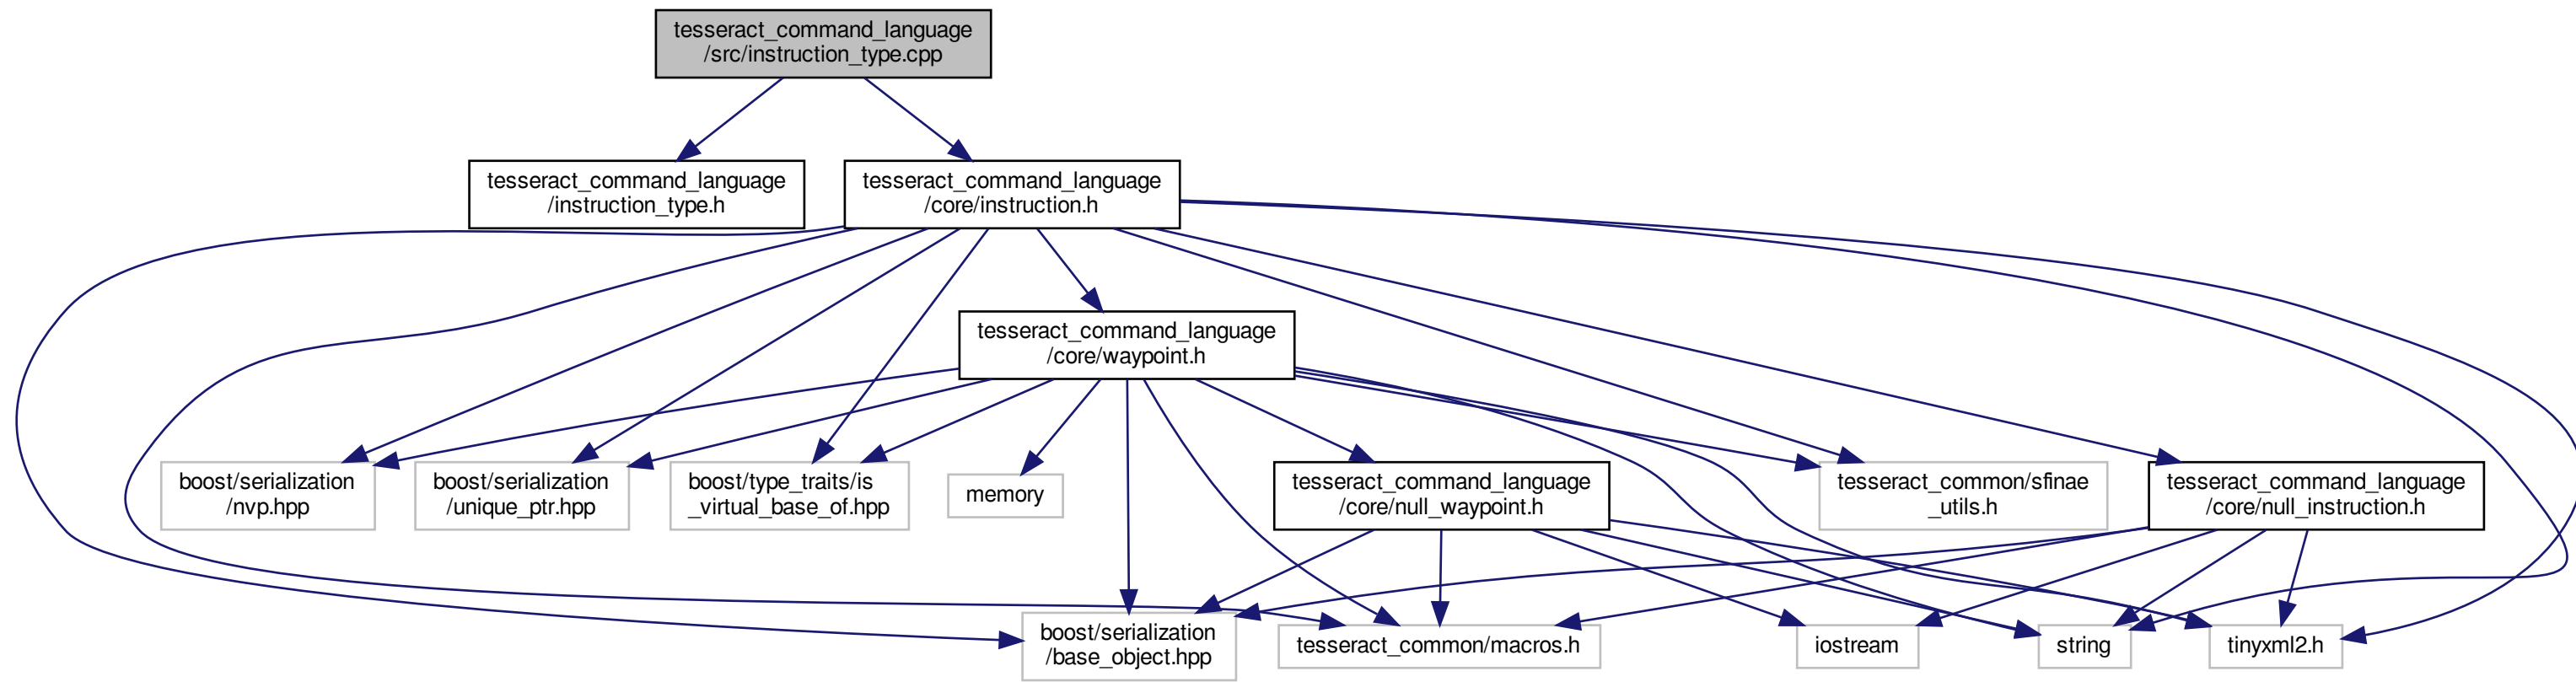 tesseract_command_language
/src/instruction_type.cpp
tesseract_command_language
/instruction_type.h
tesseract_command_language
/core/instruction.h
tesseract_command_language
/core/waypoint.h
boost/serialization
/nvp.hpp
boost/serialization
/unique_ptr.hpp
boost/type_traits/is
_virtual_base_of.hpp
memory
tesseract_command_language
/core/null_waypoint.h
tesseract_common/sfinae
_utils.h
tesseract_command_language
/core/null_instruction.h
boost/serialization
/base_object.hpp
tesseract_common/macros.h
iostream
string
tinyxml2.h